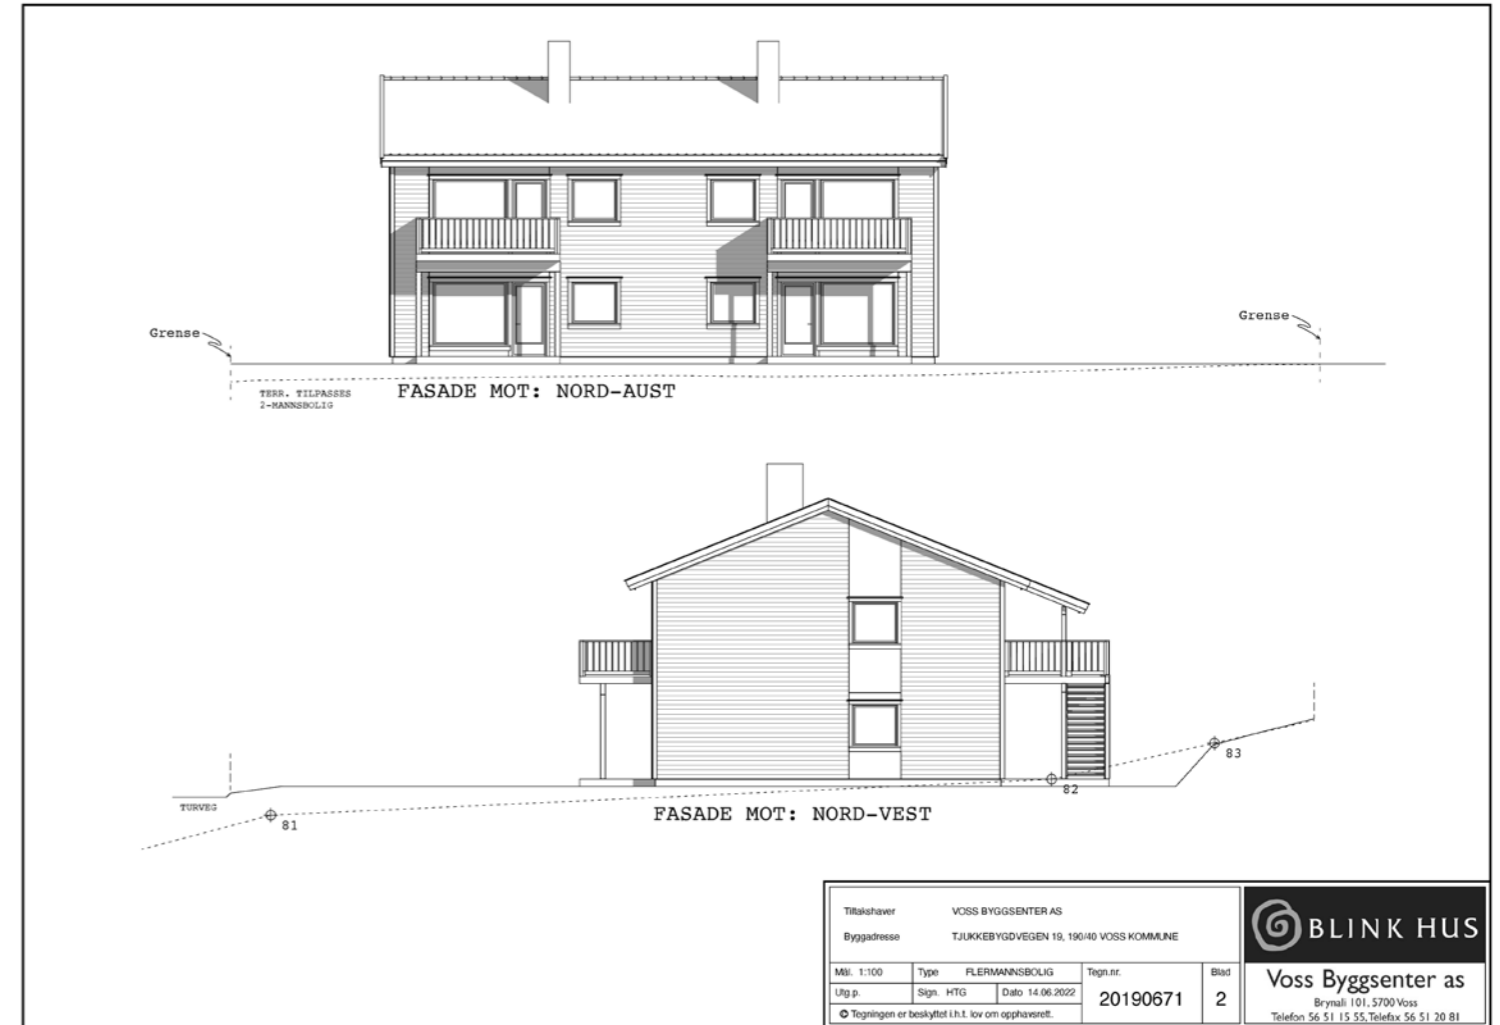 Grense
Grense
TERR. TILPASSES
2-MANNSBOLIG
FASADE MOT: NORD-AUST
83
82
TURVEG
81
FASADE MOT: NORD-VEST
Tiltakshaver VOSS BYGGSENTER AS
Byggadresse TJUKKEBYGDVEGEN 19, 190/40 VOSS KOMMUNE
Mål. 1:100 Type FLERMANNSBOLIG Tegn.nr. Blad
Utg.p. Sign. HTG Dato 14.06.2022 20190671 2
© Tegningen er beskyttet i.h.t. lov om opphavsrett.
BLINK HUS
Voss Byggsenter as
Brynali 101, 5700 Voss
Telefon 56 51 15 55, Telefax 56 51 20 81